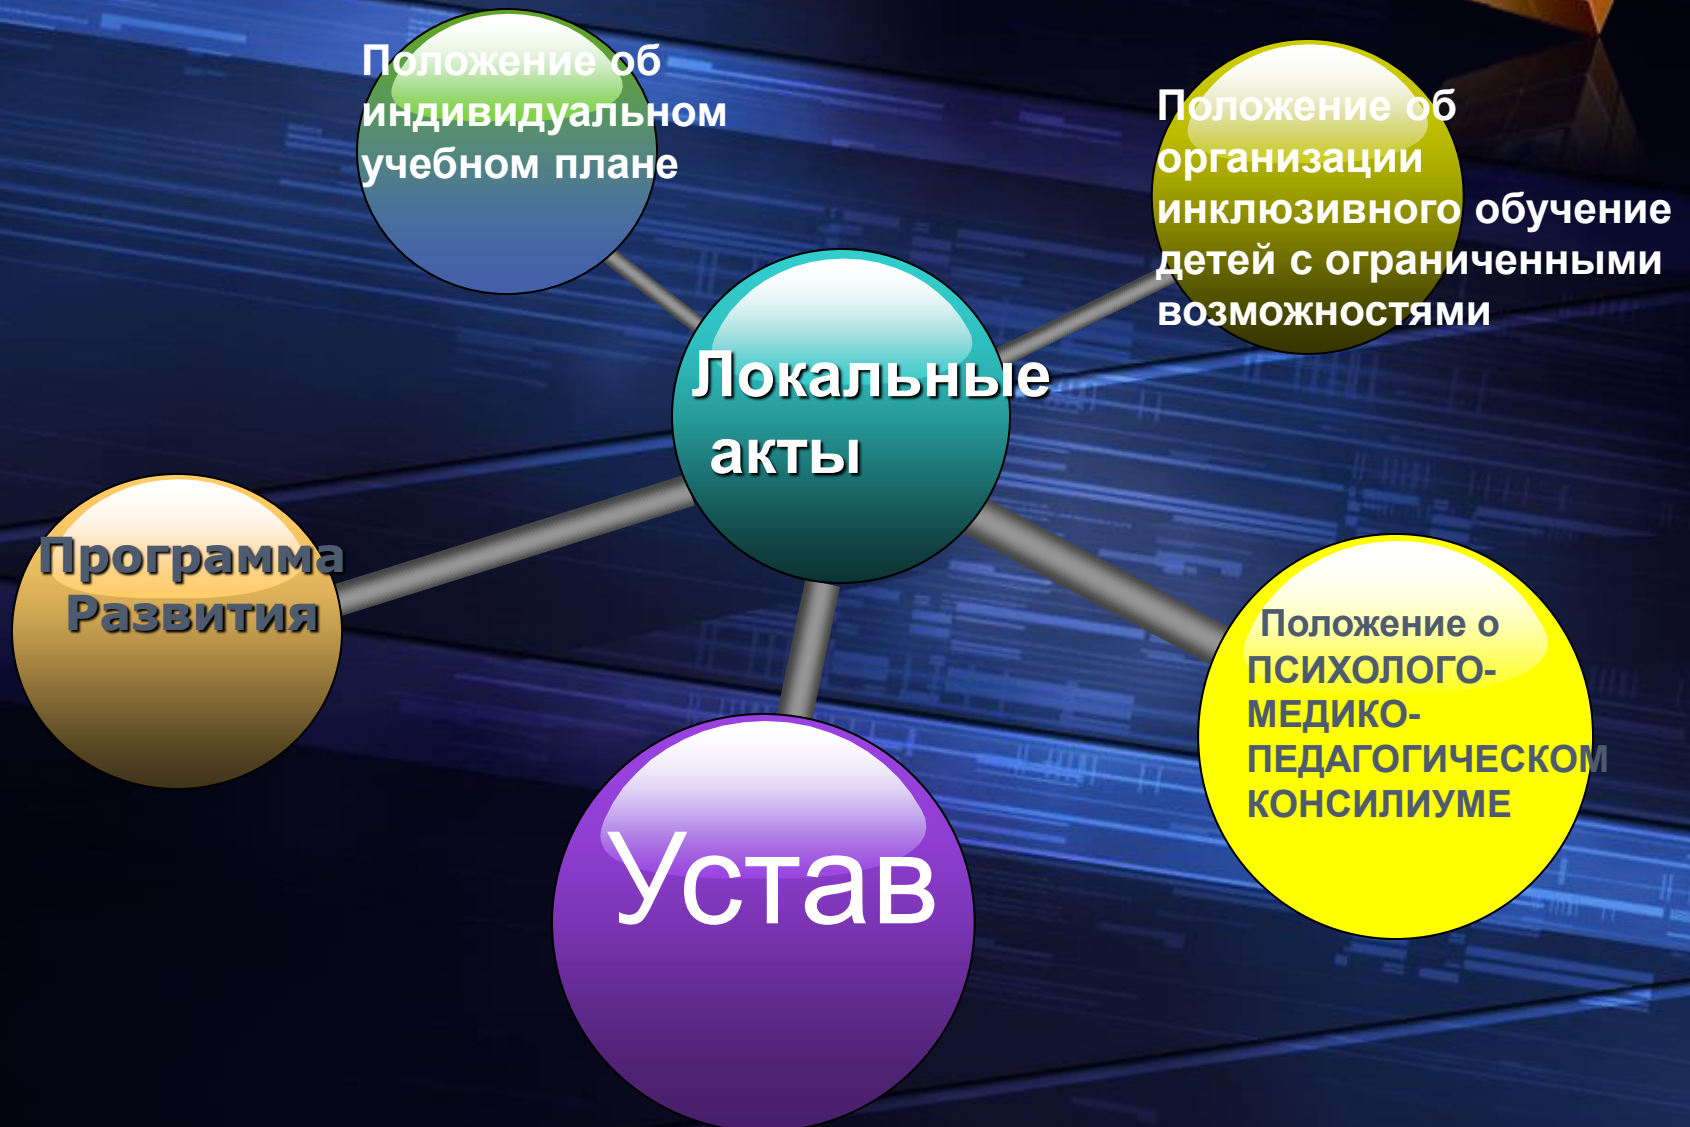 Положение об
индивидуальном
учебном плане
Положение об
организации
инклюзивного обучение
детей с ограниченными
возможностями
Локальные
акты
Программа
Развития
Положение о
ПСИХОЛОГО-
МЕДИКО-
ПЕДАГОГИЧЕСКОМ
КОНСИЛИУМЕ
Устав